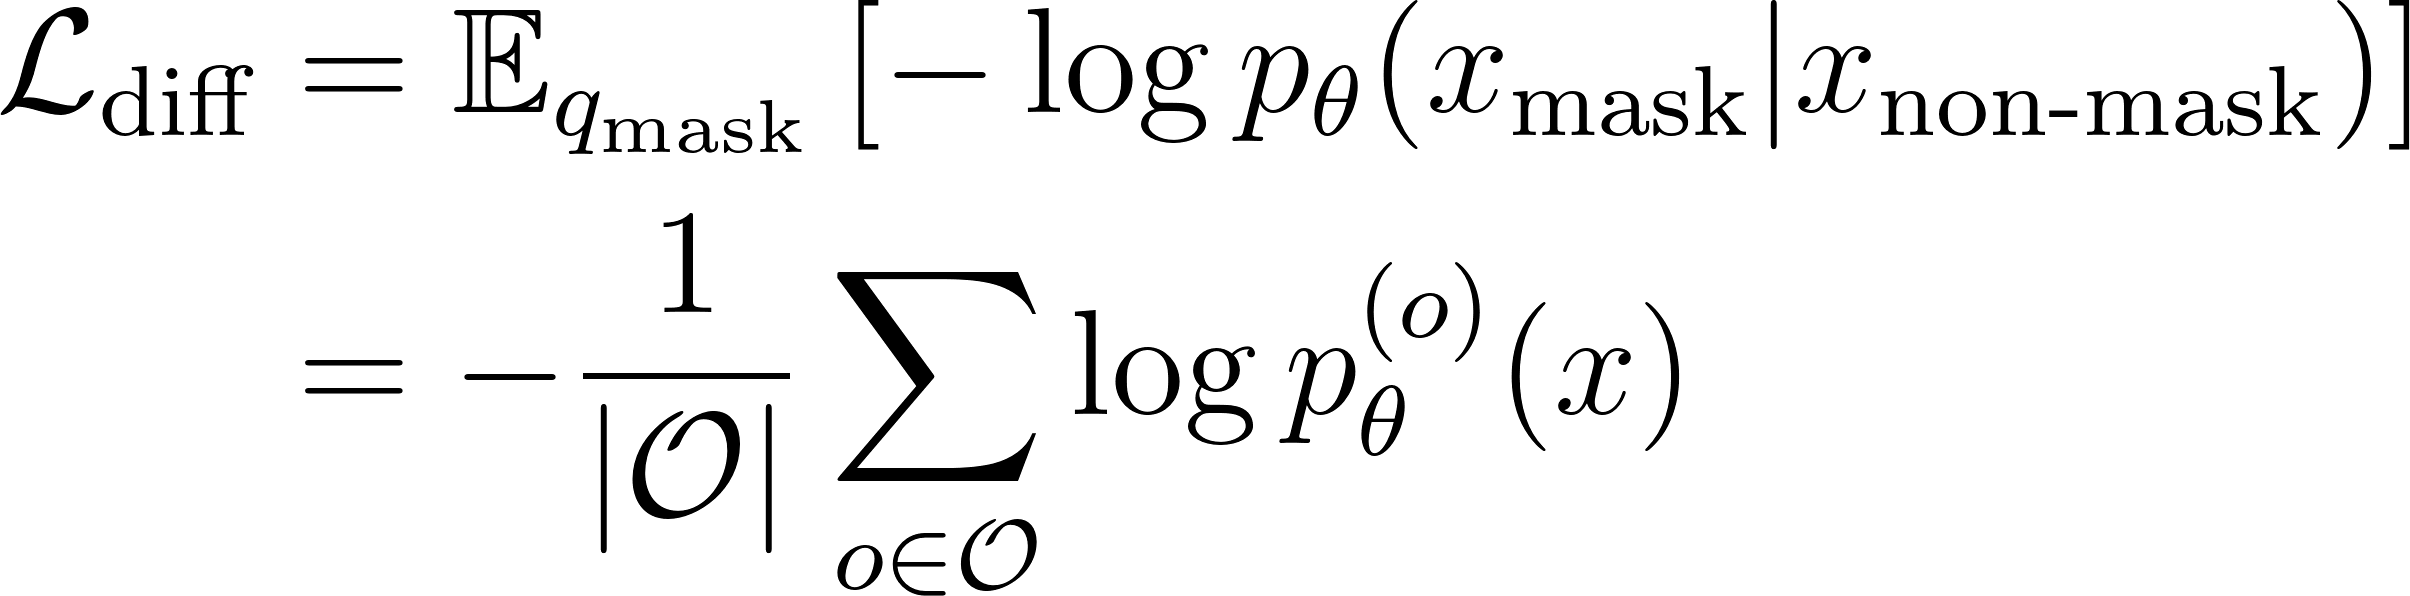 \mathcal{L}_{\text{diff}} = \mathbb{E}_{q_{\text{mask}}} \left[ -\log p_{\theta}(x_{\text{mask}} | x_{\text{non-mask}}) \right]
= -\frac{1}{|\mathcal{O}|} \sum_{o \in \mathcal{O}} \log p_{\theta}^{(o)}(x)